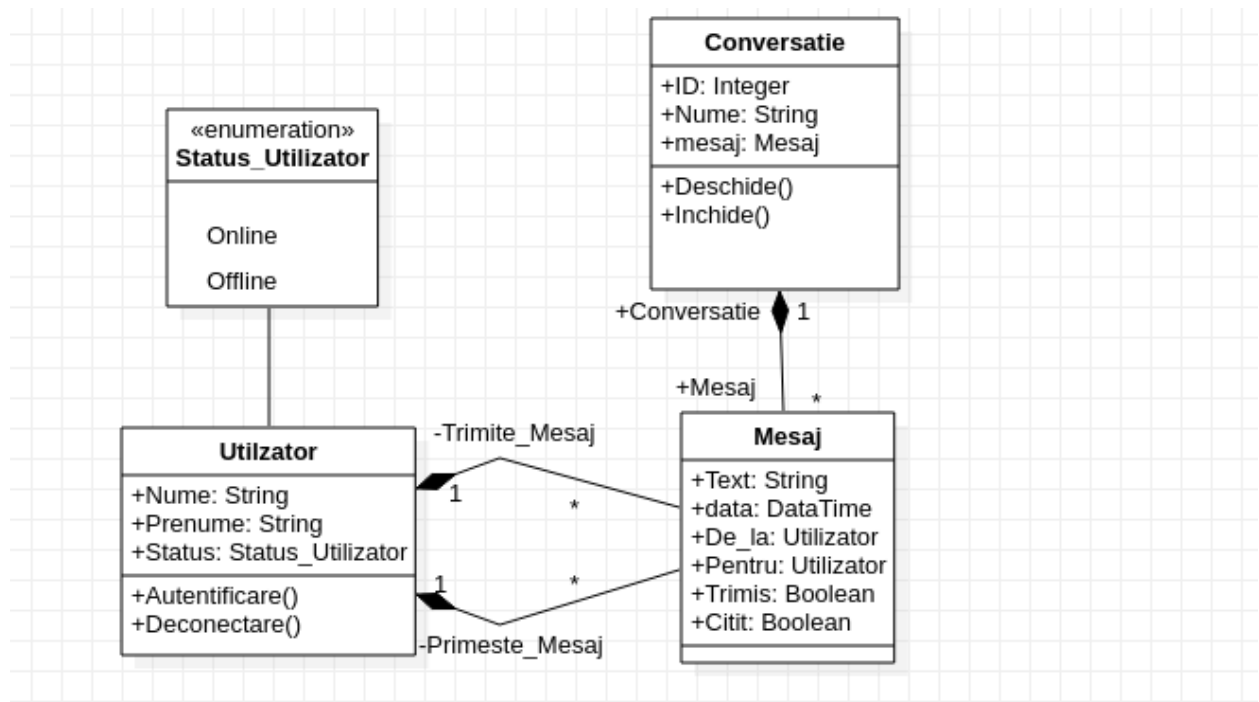 Conversatie
+ID: Integer
+Nume: String
+mesaj: Mesaj
+Deschide()
+Inchide()
«enumeration»
Status_Utilizator
Online
Offline
+Conversatie
1
+Mesaj
*
Utilzator
+Nume: String
+Prenume: String
+Status: Status_Utilizator
+Autentificare()
+Deconectare()
-Trimite_Mesaj
1
*
1
*
-Primeste_Mesaj
Mesaj
+Text: String
+data: DataTime
+De_la: Utilizator
+Pentru: Utilizator
+Trimis: Boolean
+Citit: Boolean